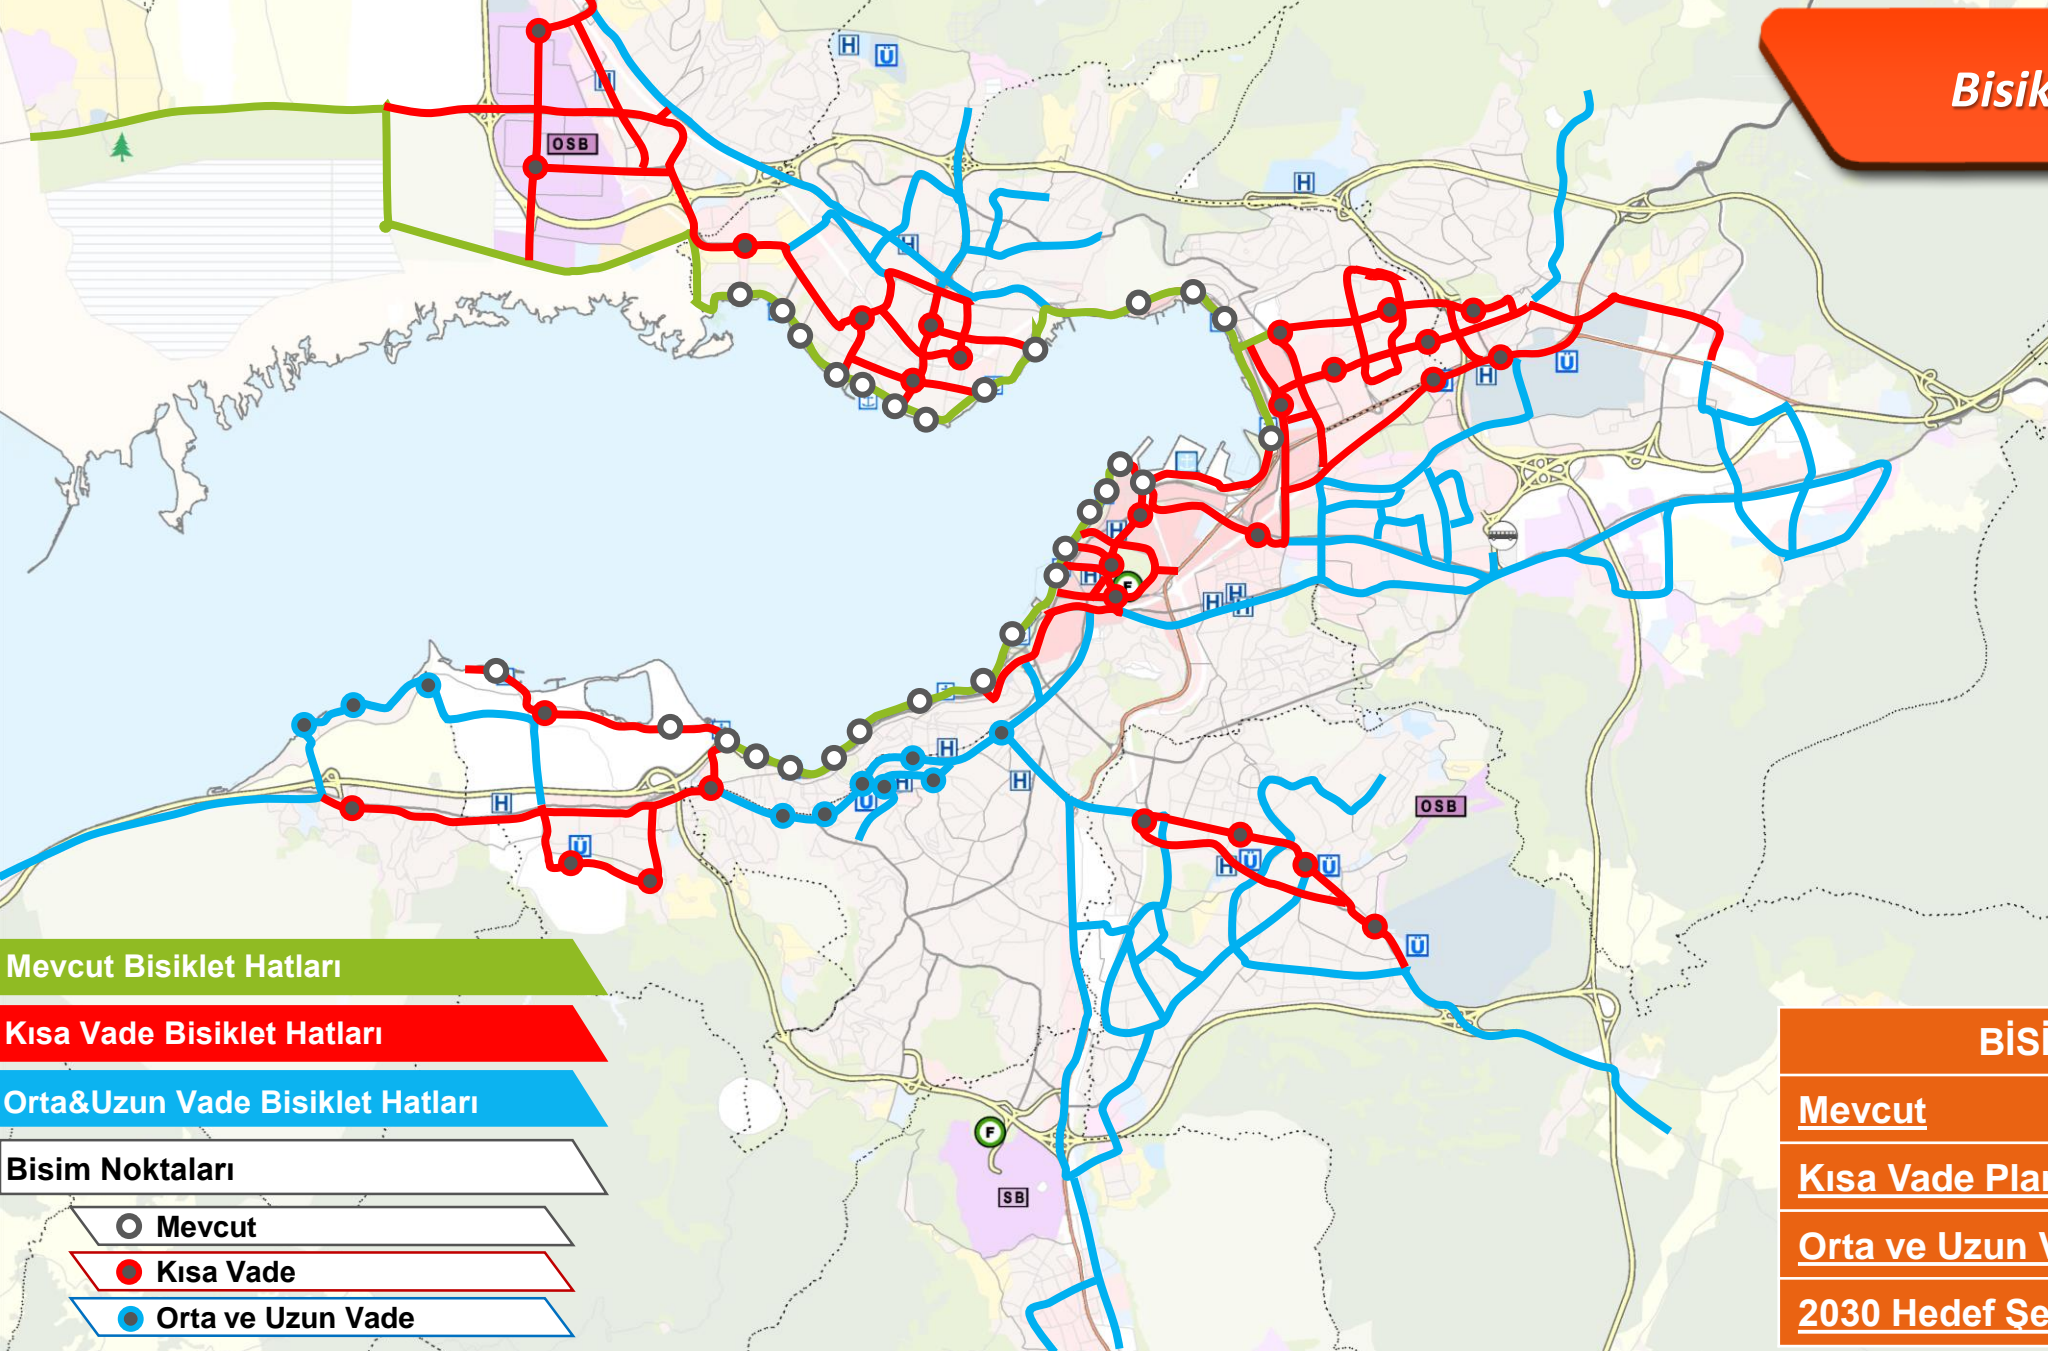 Bisik
H
Ü
H
OSB
H
H
H
Ü
Ü
H
H
F
H
H
H
H
H
H
H
Ü
OSB
H
Ü
H
Ü
Ü
Ü
Mevcut Bisiklet Hatları
Kısa Vade Bisiklet Hatları
Orta&Uzun Vade Bisiklet Hatları
Bisim Noktaları
Mevcut
Kısa Vade
Orta ve Uzun Vade
F
SB
BİSİ
Mevcut
Kısa Vade Plan
Orta ve Uzun V
2030 Hedef Şe